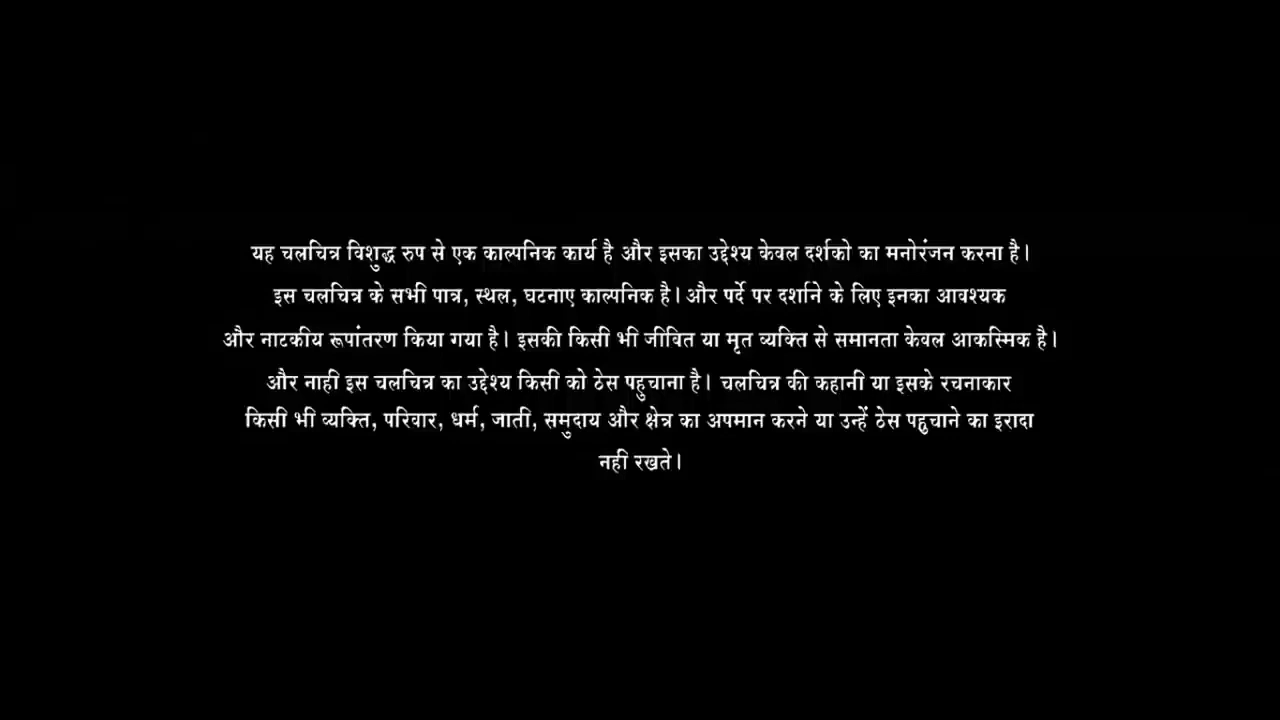 यह चलचित्र विशुद्ध रुप से एक काल्पनिक कार्य है और इसका उद्देश्य केवल दर्शको का मनोरंजन करना है।
इस चलचित्र के सभी पात्र, स्थल, घटनाए काल्पनिक है। और पर्दे पर दर्शाने के लिए इनका आवश्यक
और नाटकीय रूपांतरण किया गया है। इसकी किसी भी जीवित या मृत व्यक्ति से समानता केवल आकस्मिक है।
और नाही इस चलचित्र का उद्देश्य किसी को ठेस पहुचाना है। चलचित्र की कहानी या इसके रचनाकार
किसी भी व्यक्ति, परिवार, धर्म, जाती, समुदाय और क्षेत्र का अपमान करने या उन्हें ठेस पहुचाने का इरादा
नही रखते।